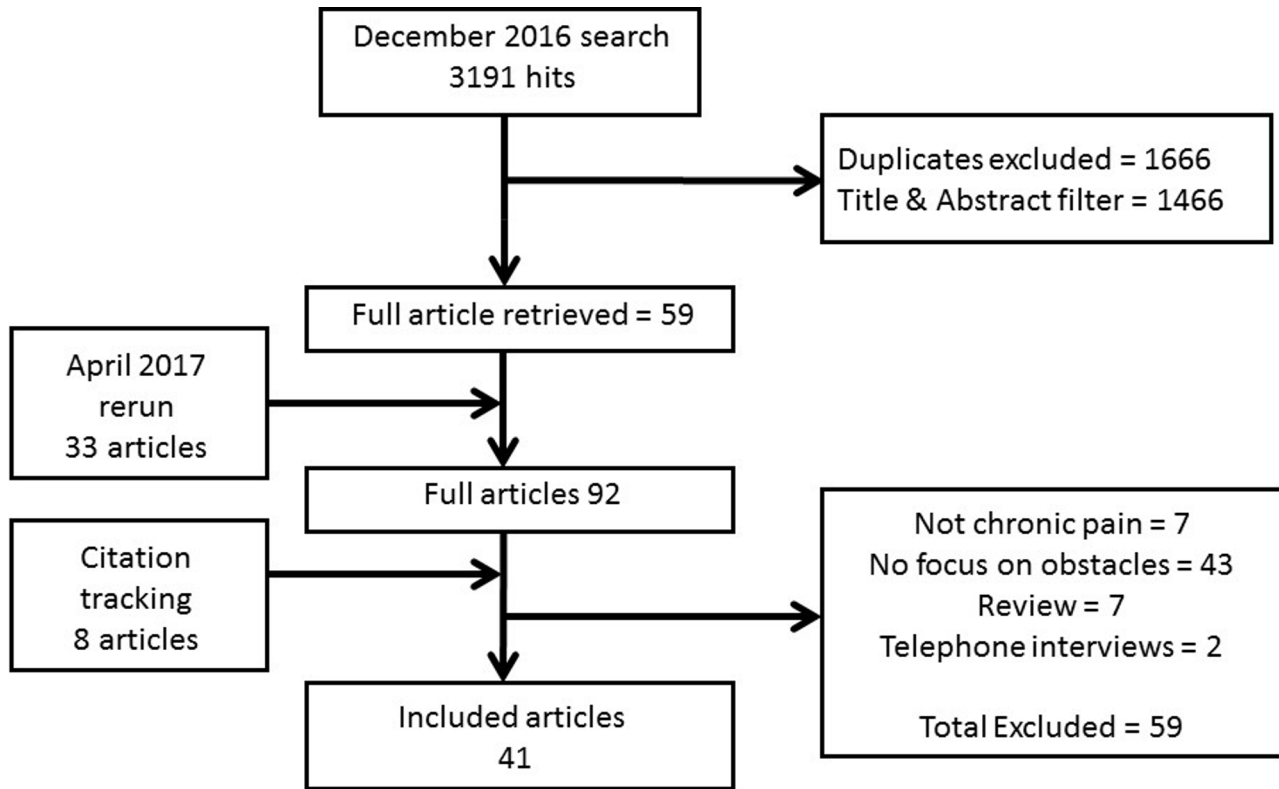 December 2016 search
3191 hits
Duplicates excluded = 1666
Title & Abstract filter = 1466
Full article retrieved = 59
April 2017
rerun
33 articles
Full articles 92
Citation
tracking
8 articles
Not chronic pain = 7
No focus on obstacles = 43
Review = 7
Telephone interviews = 2
Total Excluded = 59
Included articles
41